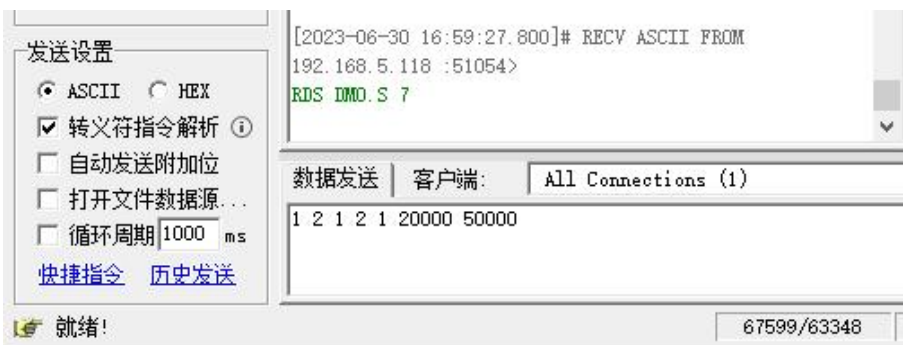 发送设置
ASCII HEX
转义符指令解析
自动发送附加位
打开文件数据源...
循环周期 1000 ms
快捷指令 历史发送
[2023-06-30 16:59:27.800]# RECV ASCII FROM
192.168.5.118 :51054>
RDS DM0.S 7
数据发送 客户端: All Connections (1)
1 2 1 2 1 20000 50000
就绪! 67599/63348